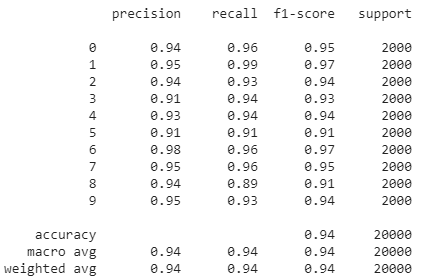 precision recall f1-score support
0 0.94 0.96 0.95 2000
1 0.95 0.99 0.97 2000
2 0.94 0.93 0.94 2000
3 0.91 0.94 0.93 2000
4 0.93 0.94 0.94 2000
5 0.91 0.91 0.91 2000
6 0.98 0.96 0.97 2000
7 0.95 0.96 0.95 2000
8 0.94 0.89 0.91 2000
9 0.95 0.93 0.94 2000
accuracy 0.94 20000
macro avg 0.94 0.94 0.94 20000
weighted avg 0.94 0.94 0.94 20000